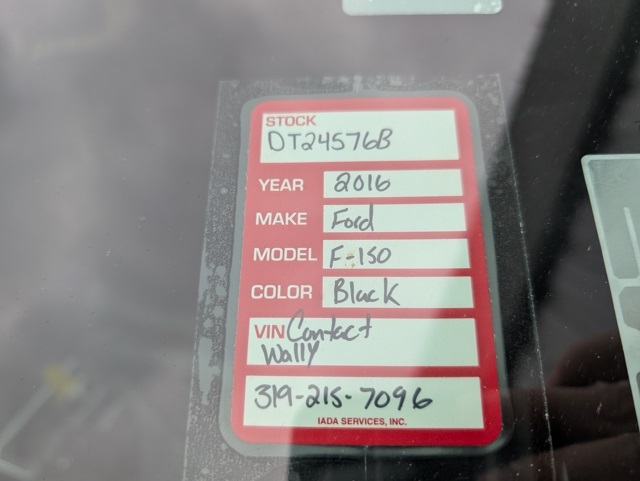 STOCK
DT24576B
YEAR 2016
MAKE Ford
MODEL F-150
COLOR Black
VIN Contact
Wally
319-215-7096
IADA SERVICES, INC.